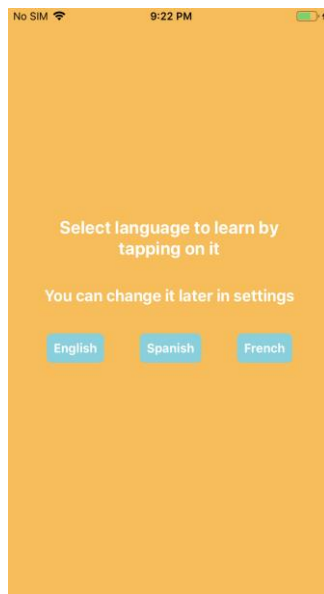 No SIM 9:22 PM
Select language to learn by
tapping on it
You can change it later in settings
English Spanish French